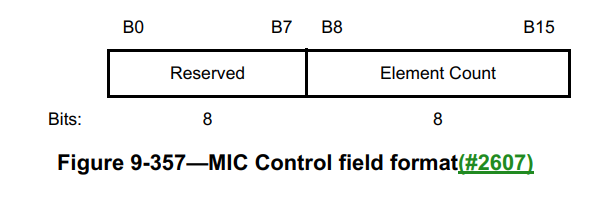 B0 B7 B8 B15
Reserved Element Count
Bits: 8 8
Figure 9-357—MIC Control field format(#2607)